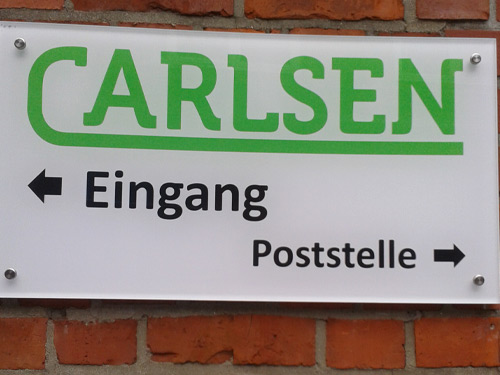 CARLSEN
← Eingang
Poststelle →